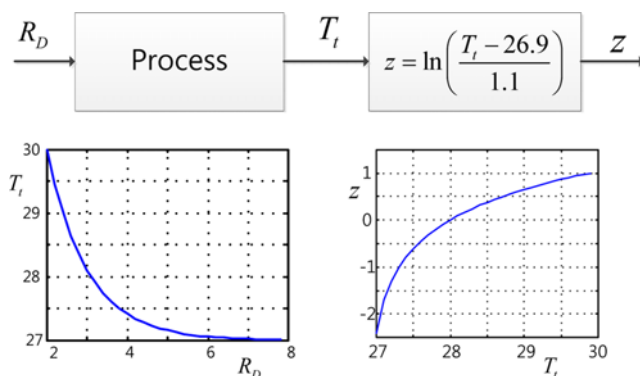 R_D
Process
T_t
z = ln((T_t − 26.9)/1.1)
z
30
T_t
29
28
27
2
4
6
8
R_D
1
z
0
-1
-2
27
28
29
30
T_t